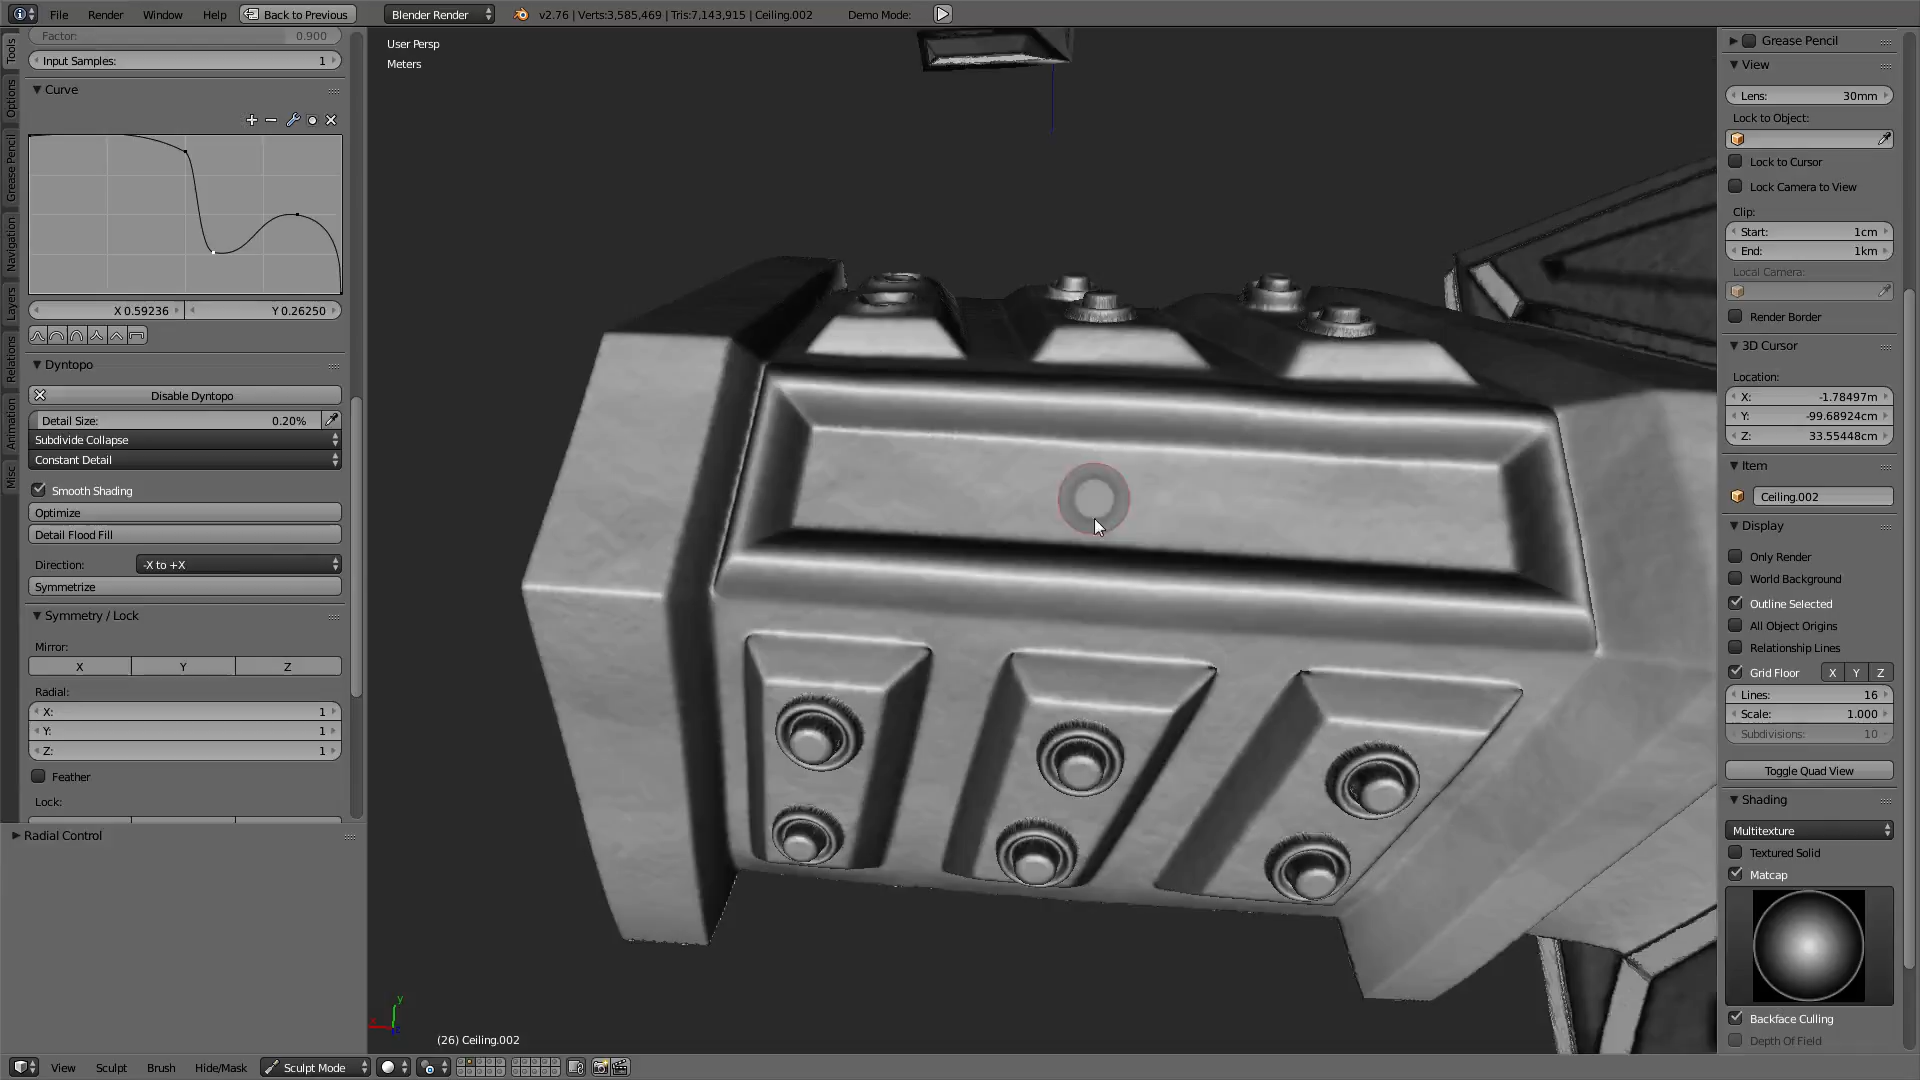 File Render Window Help Back to Previous Blender Render v2.76 | Verts:3,585,469 | Tris:7,143,915 | Ceiling.002 Demo Mode:
Tools
Options
Grease Pencil
Navigation
Layers
Relations
Animation
Misc
Factor: 0.900
Input Samples: 1
Curve
X 0.59236 Y 0.26250
Dyntopo
Disable Dyntopo
Detail Size: 0.20%
Subdivide Collapse
Constant Detail
Smooth Shading
Optimize
Detail Flood Fill
Direction: -X to +X
Symmetrize
Symmetry / Lock
Mirror:
X Y Z
Radial:
X: 1
Y: 1
Z: 1
Feather
Lock:
Radial Control
User Persp
Meters
y
x
z
(26) Ceiling.002
View Sculpt Brush Hide/Mask Sculpt Mode
Grease Pencil
View
Lens: 30mm
Lock to Object:
Lock to Cursor
Lock Camera to View
Clip:
Start: 1cm
End: 1km
Local Camera:
Render Border
3D Cursor
Location:
X: -1.78497m
Y: -99.68924cm
Z: 33.55448cm
Item
Ceiling.002
Display
Only Render
World Background
Outline Selected
All Object Origins
Relationship Lines
Grid Floor X Y Z
Lines: 16
Scale: 1.000
Subdivisions: 10
Toggle Quad View
Shading
Multitexture
Textured Solid
Matcap
Backface Culling
Depth Of Field